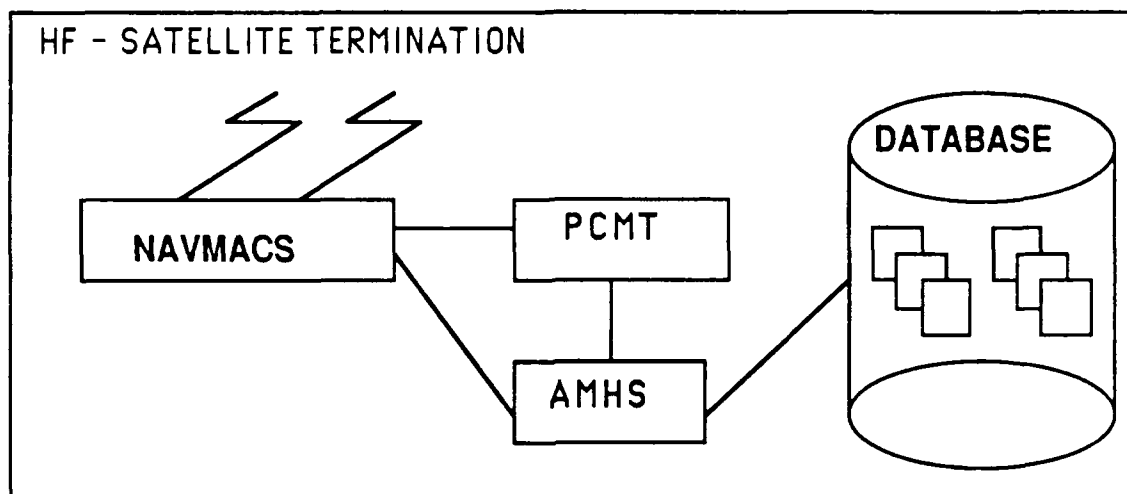 HF - SATELLITE TERMINATION
DATABASE
NAVMACS
PCMT
AMHS